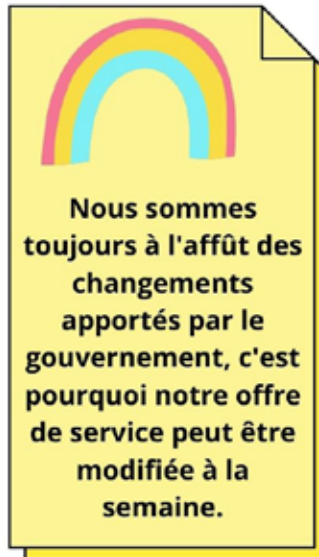 Nous sommes
toujours à l'affût des
changements
apportés par le
gouvernement, c'est
pourquoi notre offre
de service peut être
modifiée à la
semaine.